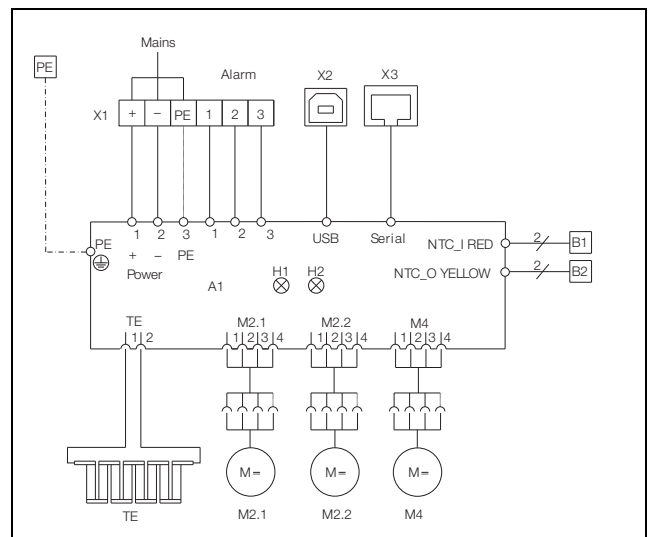 Mains
PE
Alarm
X2
X3
X1 + − PE 1 2 3
1 2 3 1 2 3
USB
Serial
PE
+ − PE
Power
NTC_I RED
2
B1
A1
H1
H2
NTC_O YELLOW
2
B2
TE
M2.1
M2.2
M4
1 2
1 2 3 4
1 2 3 4
1 2 3 4
M=
M=
M=
TE
M2.1
M2.2
M4